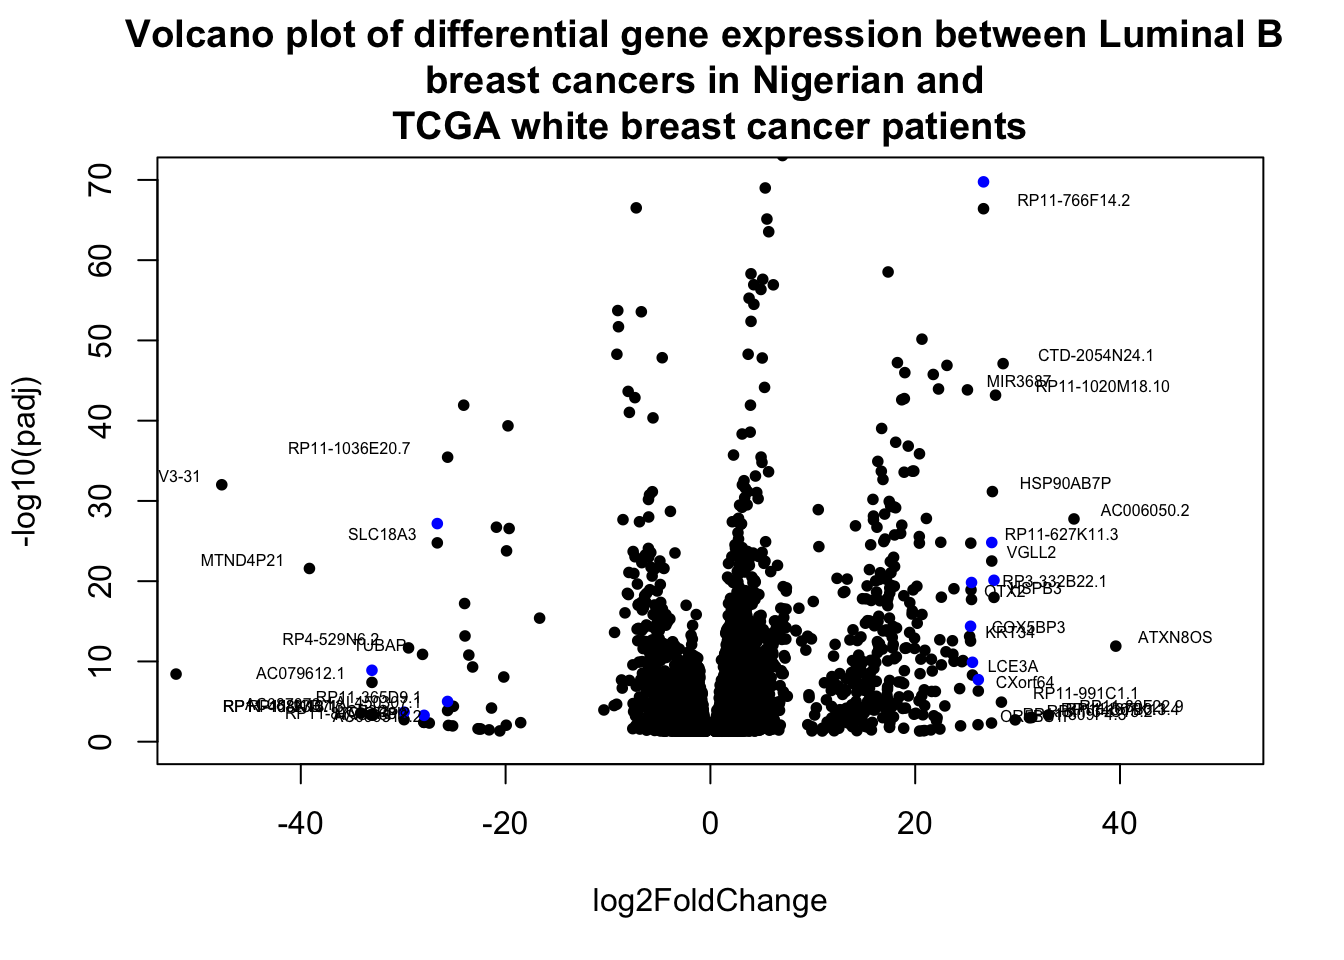 Volcano plot of differential gene expression between Luminal B
breast cancers in Nigerian and
TCGA white breast cancer patients
-log10(padj)
70
60
50
40
30
20
10
0
RP11-766F14.2
CTD-2054N24.1
MIR3687
RP11-1020M18.10
RP11-1036E20.7
V3-31
HSP90AB7P
AC006050.2
SLC18A3
RP11-627K11.3
VGLL2
MTND4P21
RP3-332B22.1
HSPB3
OTX2
COX5BP3
KRT34
RP4-529N6.2
TUBAP
ATXN8OS
LCE3A
AC079612.1
CXorf64
RP11-365D9.1
RP11-991C1.1
-40
-20
0
20
40
log2FoldChange